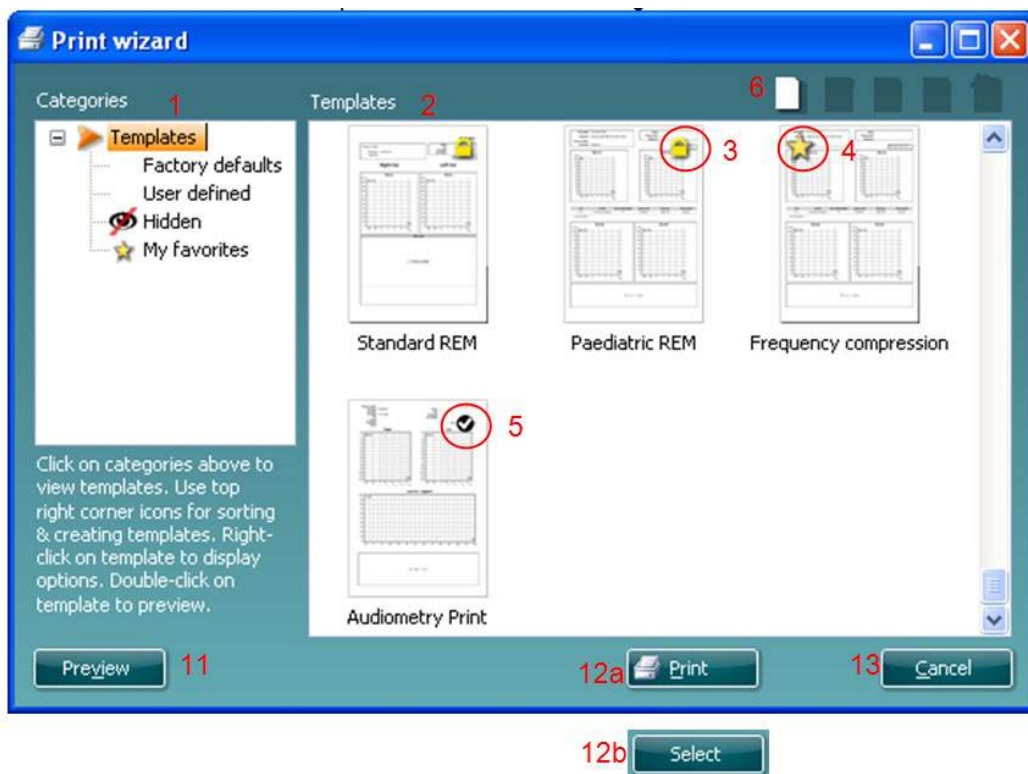 Print wizard
Categories 1
Templates 2
6
Templates
Factory defaults
User defined
Hidden
My favorites
3
4
Standard REM
Paediatric REM
Frequency compression
5
Audiometry Print
Click on categories above to
view templates. Use top
right corner icons for sorting
& creating templates. Right-
click on template to display
options. Double-click on
template to preview.
Preview 11
12a Print
13 Cancel
12b Select